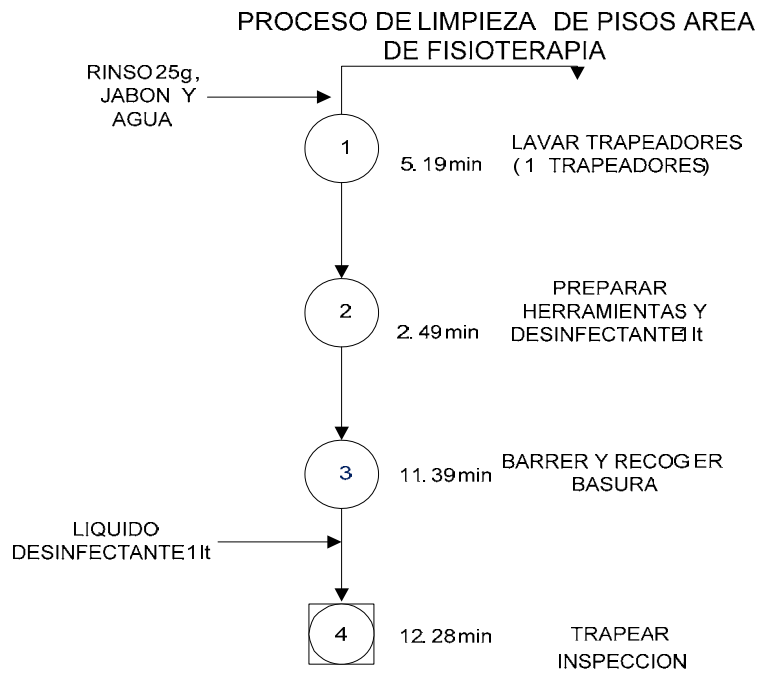 PROCESO DE LIMPIEZA DE PISOS AREA
DE FISIOTERAPIA
RINSO 25g,
JABON Y
AGUA
1
5.19 min
LAVAR TRAPEADORES
( 1 TRAPEADORES)
2
2.49 min
PREPARAR
HERRAMIENTAS Y
DESINFECTANTE 1 lt
3
11.39 min
BARRER Y RECOGER
BASURA
LIQUIDO
DESINFECTANTE 1 lt
4
12.28 min
TRAPEAR
INSPECCION